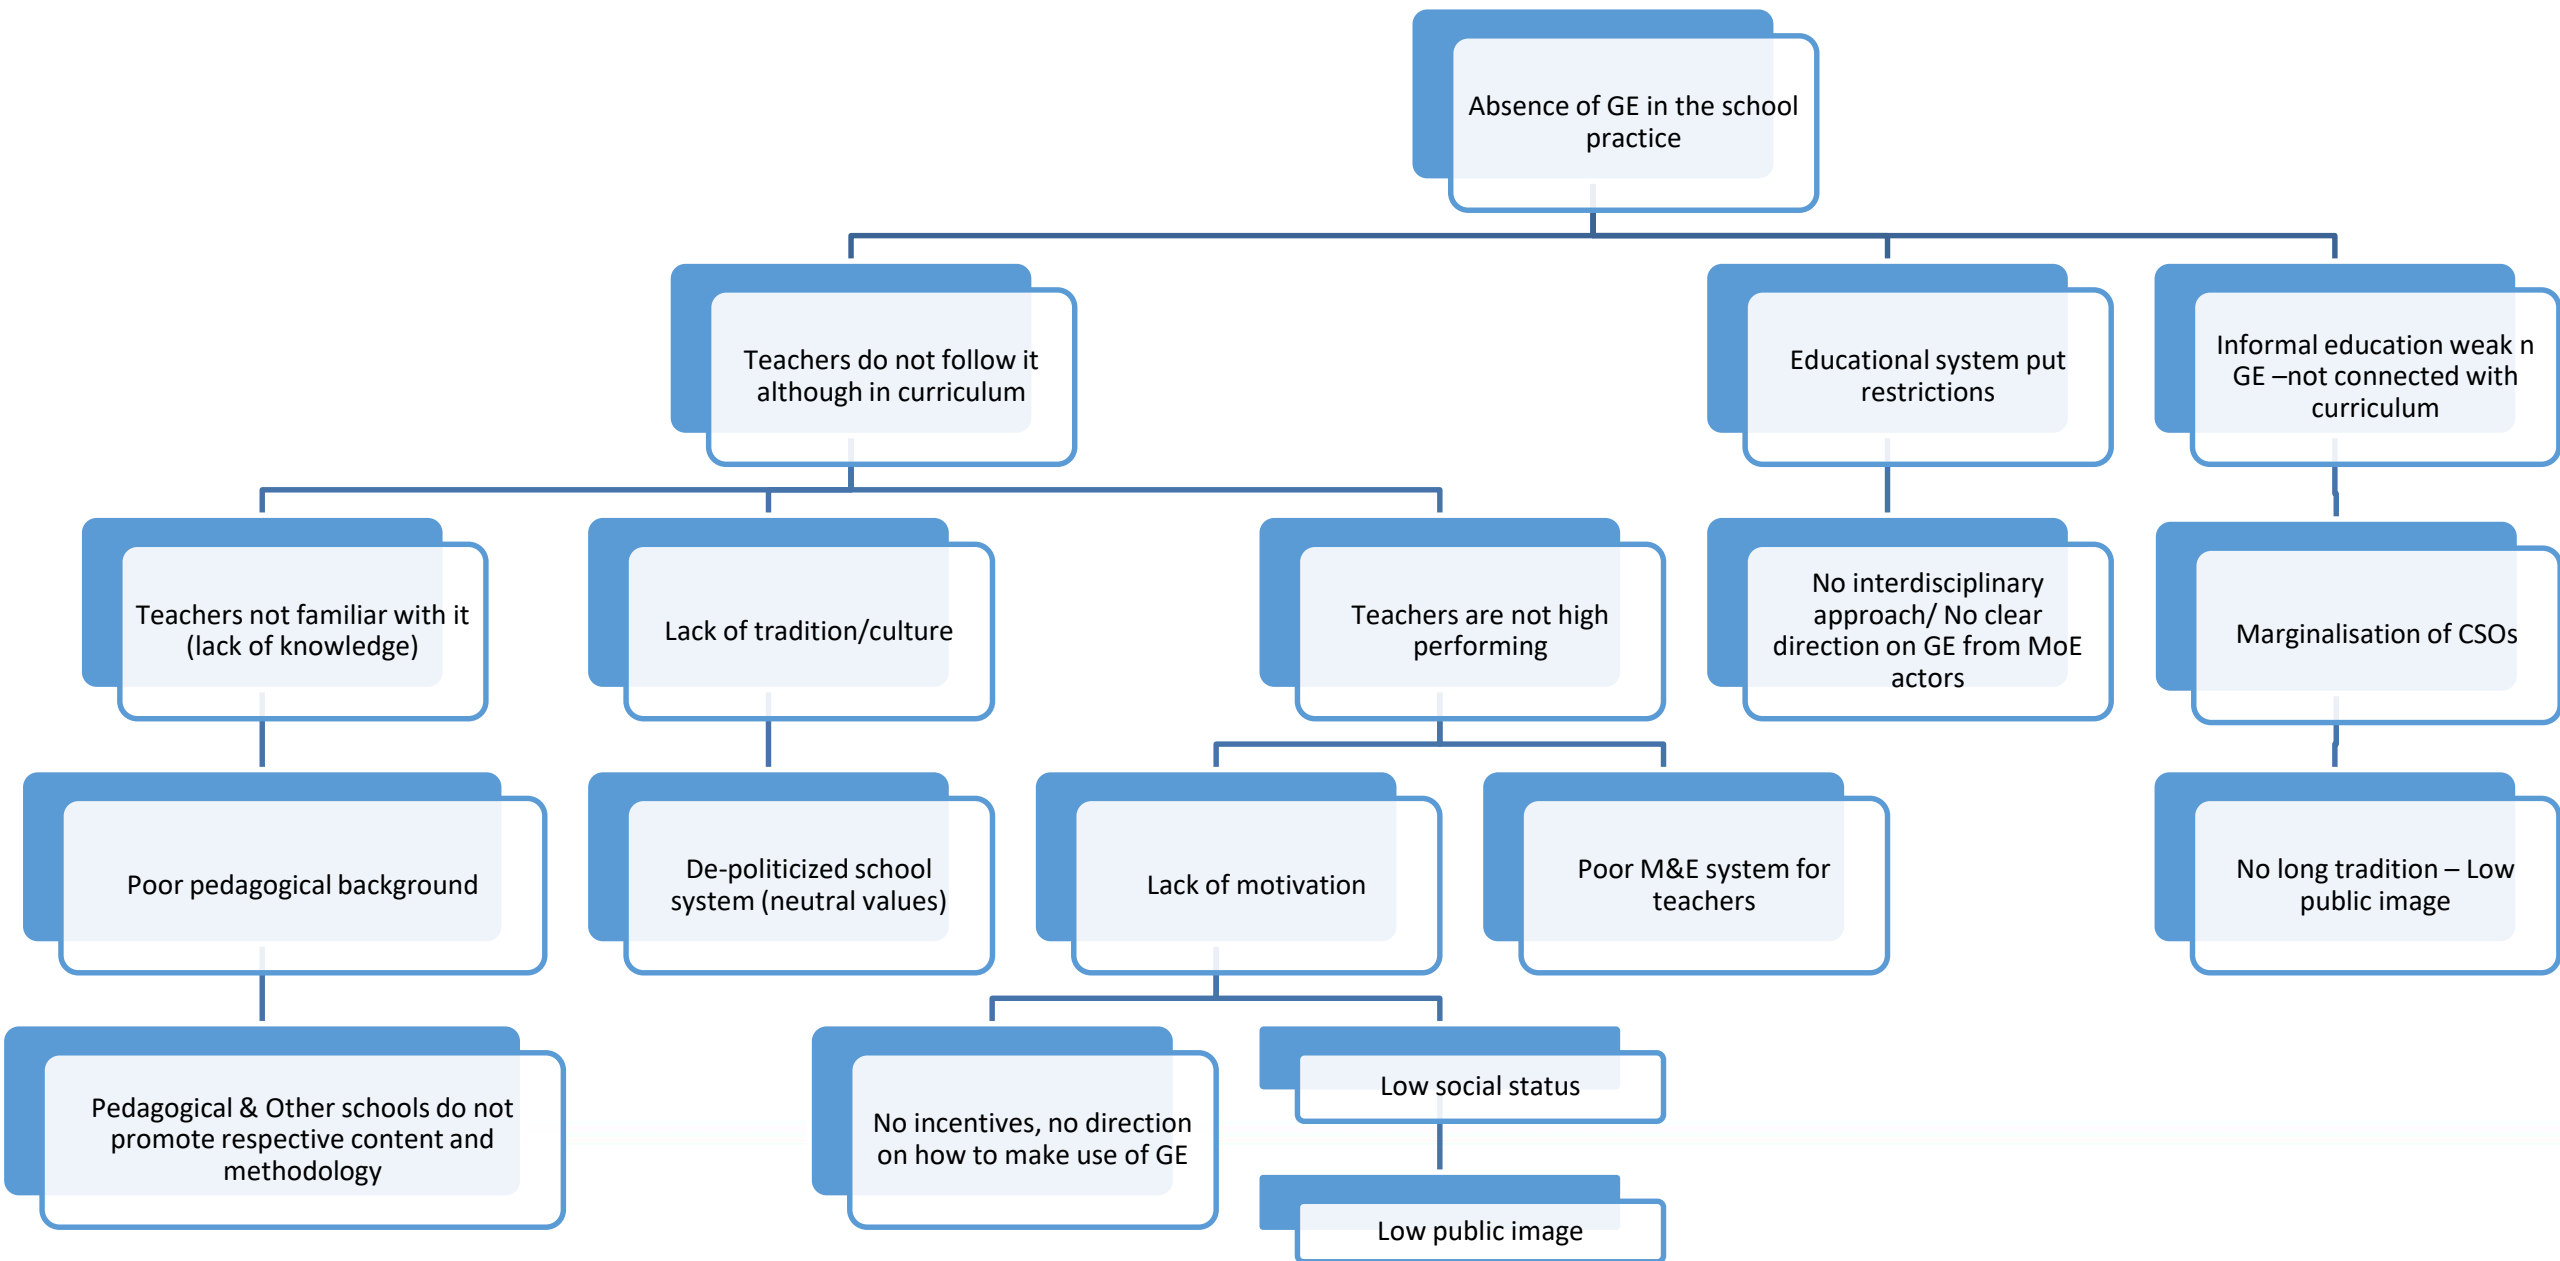 Absence of GE in the school
practice
Teachers do not follow it
although in curriculum
Educational system put
restrictions
Informal education weak n
GE –not connected with
curriculum
Teachers not familiar with it
(lack of knowledge)
Lack of tradition/culture
Teachers are not high
performing
No interdisciplinary
approach/ No clear
direction on GE from MoE
actors
Marginalisation of CSOs
Poor pedagogical background
De-politicized school
system (neutral values)
Lack of motivation
Poor M&E system for
teachers
No long tradition – Low
public image
Pedagogical & Other schools do not
promote respective content and
methodology
No incentives, no direction
on how to make use of GE
Low social status
Low public image